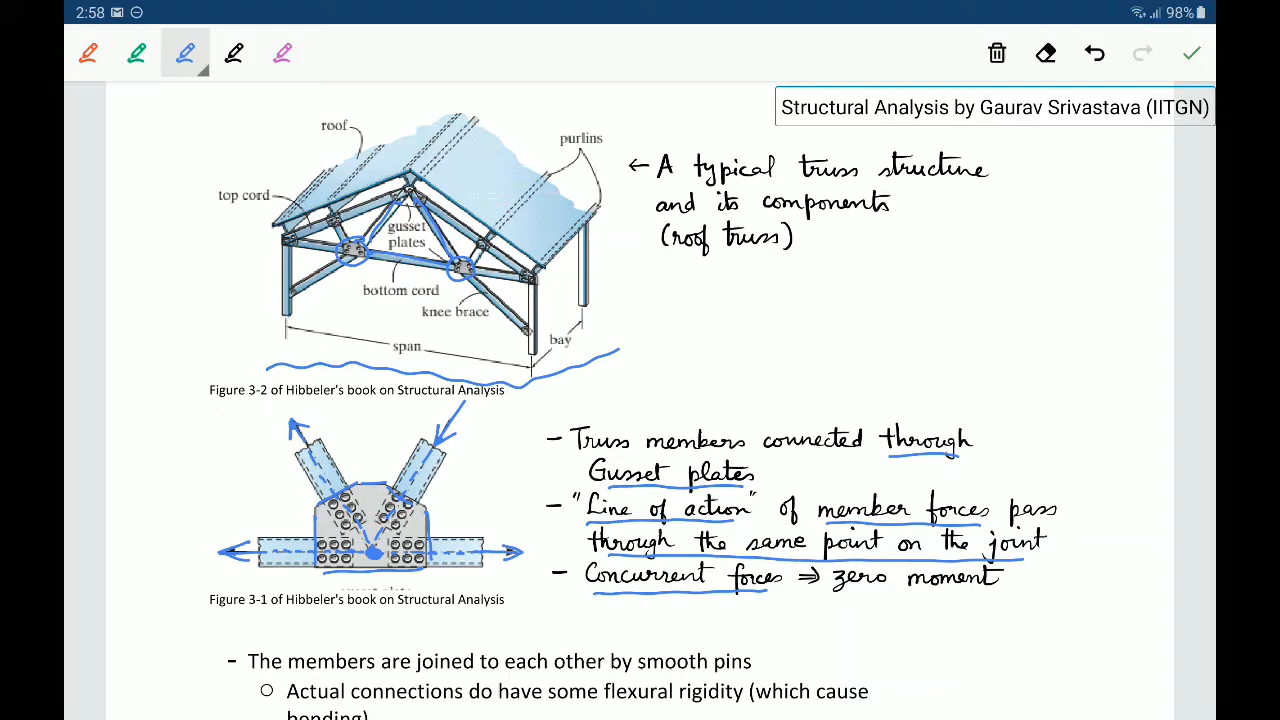 2:58
98%
Structural Analysis by Gaurav Srivastava (IITGN)
roof
purlins
top cord
gusset
plates
bottom cord
knee brace
span
bay
← A typical truss structure
and its components
(roof truss)
Figure 3-2 of Hibbeler's book on Structural Analysis
- Truss members connected through
Gusset plates
- "Line of action" of member forces pass
through the same point on the joint
- Concurrent forces ⇒ zero moment
Figure 3-1 of Hibbeler's book on Structural Analysis
- The members are joined to each other by smooth pins
○ Actual connections do have some flexural rigidity (which cause
bending)